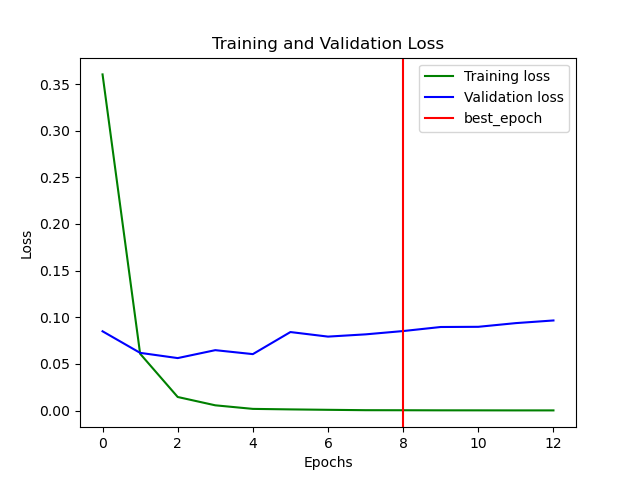 Training and Validation Loss
Training loss
Validation loss
best_epoch
0.35
0.30
0.25
0.20
0.15
0.10
0.05
0.00
Loss
0 2 4 6 8 10 12
Epochs